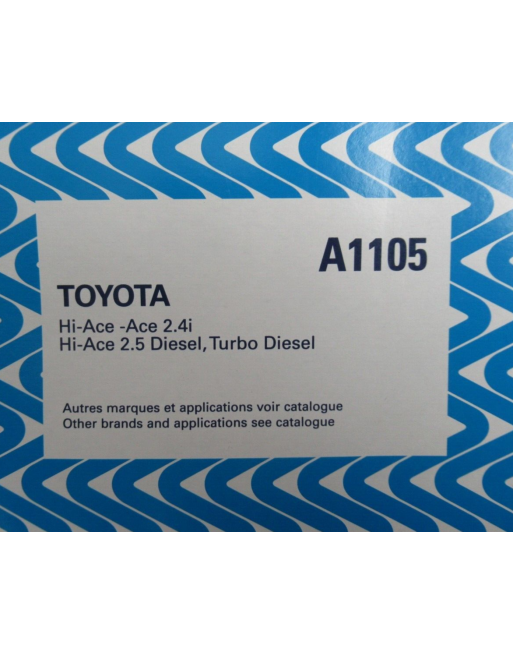 A1105
TOYOTA
Hi-Ace -Ace 2.4i
Hi-Ace 2.5 Diesel, Turbo Diesel
Autres marques et applications voir catalogue
Other brands and applications see catalogue